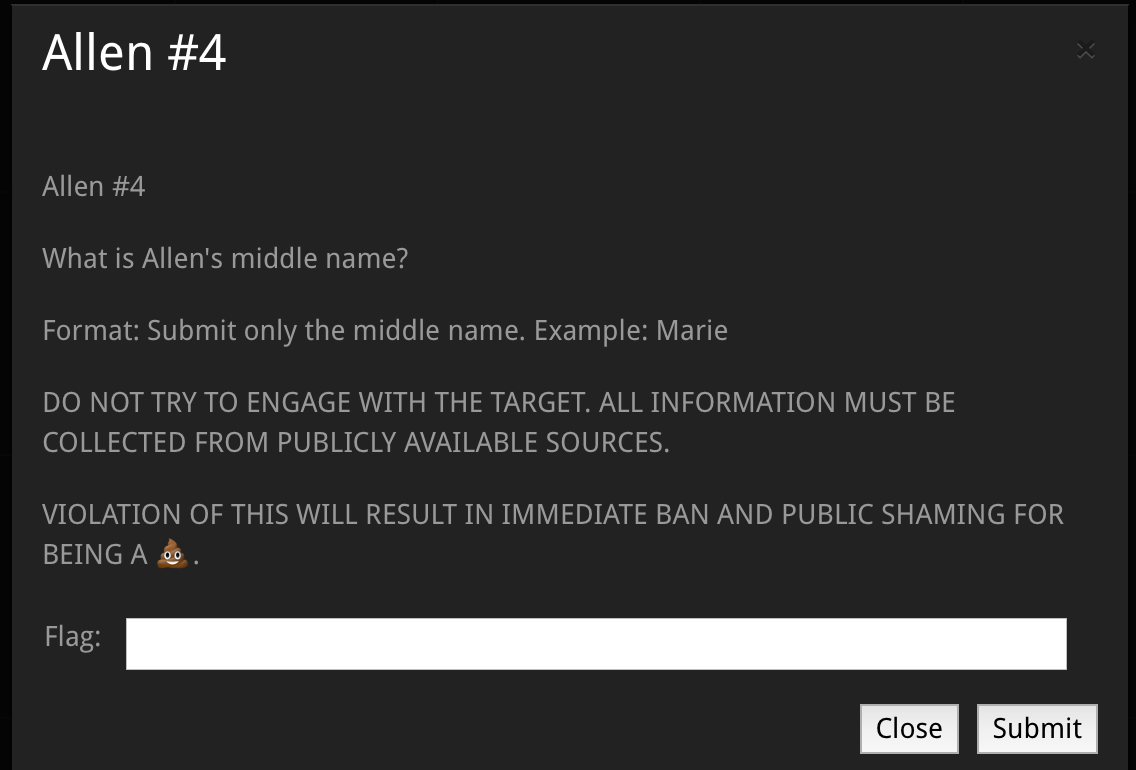 Allen #4
×
Allen #4
What is Allen's middle name?
Format: Submit only the middle name. Example: Marie
DO NOT TRY TO ENGAGE WITH THE TARGET. ALL INFORMATION MUST BE
COLLECTED FROM PUBLICLY AVAILABLE SOURCES.
VIOLATION OF THIS WILL RESULT IN IMMEDIATE BAN AND PUBLIC SHAMING FOR
BEING A 💩.
Flag:
Close Submit